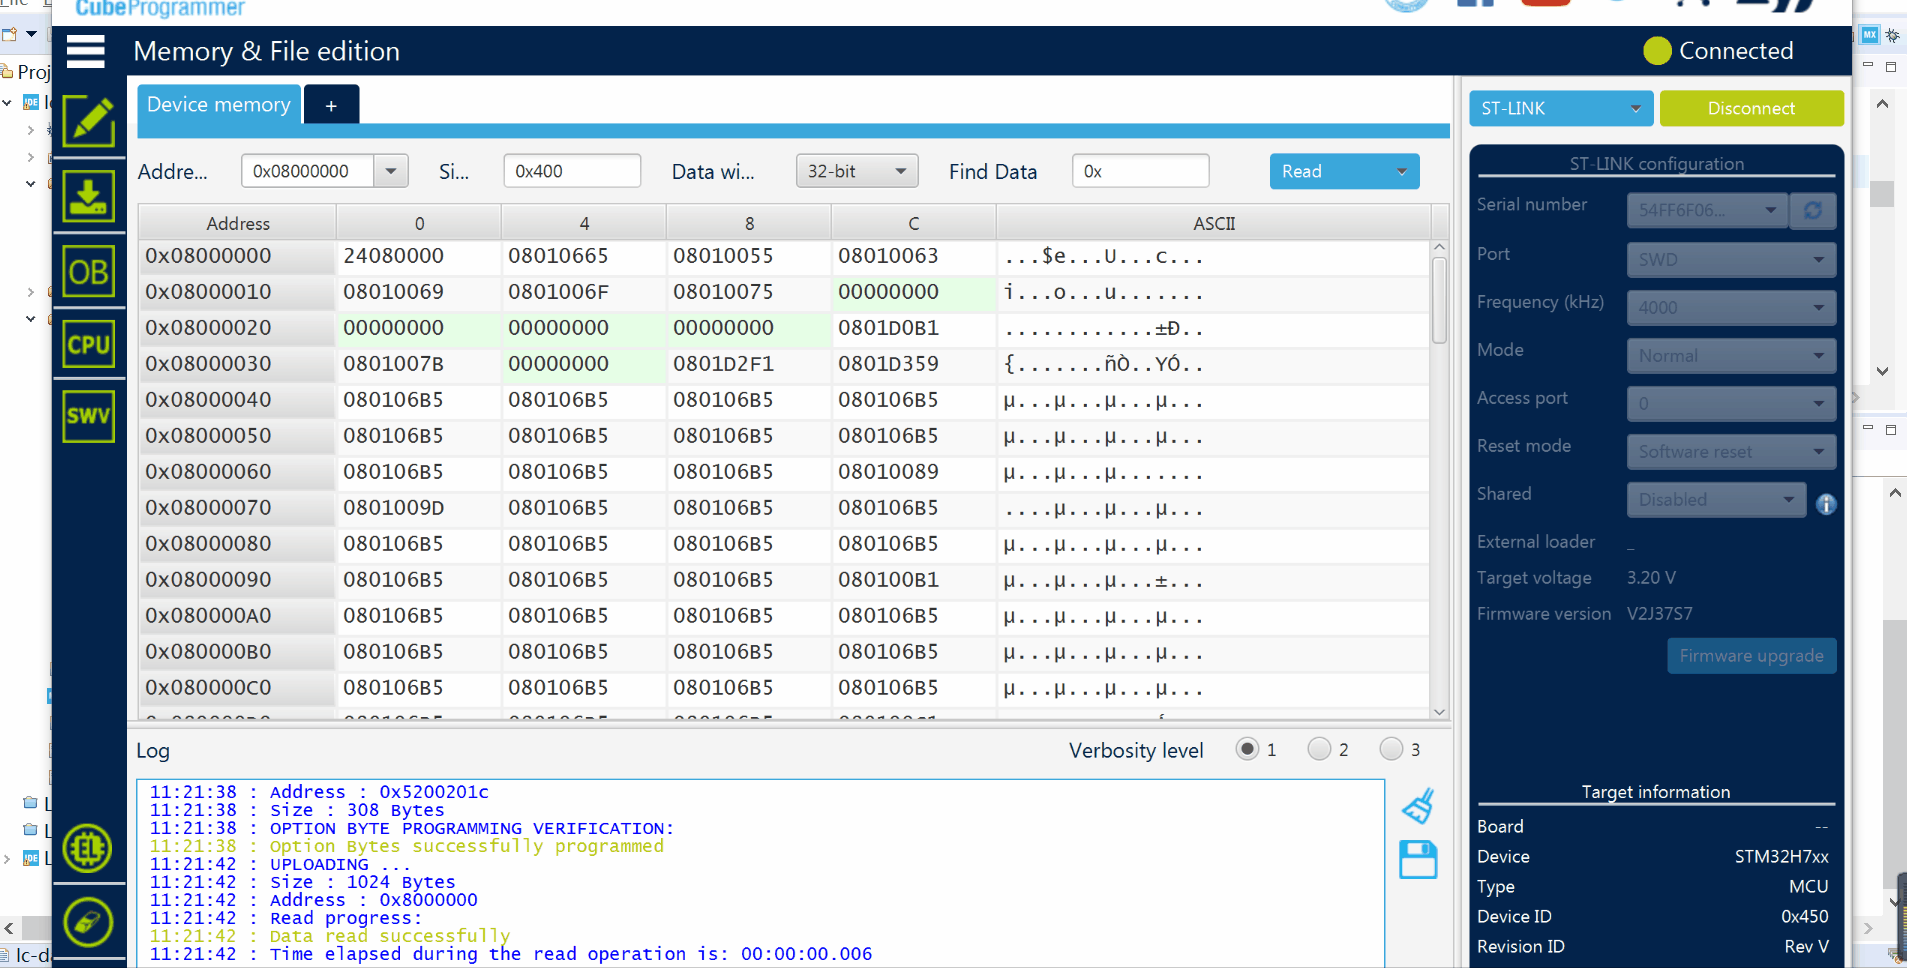 CubeProgrammer
Memory & File edition
Connected
Proj
Device memory
+
ST-LINK
Disconnect
Addre...
0x08000000
Si...
0x400
Data wi...
32-bit
Find Data
0x
Read
Address 0 4 8 C ASCII
0x08000000 24080000 08010665 08010055 08010063 ...$e...U...c...
0x08000010 08010069 0801006F 08010075 00000000 i...o...u.......
0x08000020 00000000 00000000 00000000 0801D0B1 ............±Ð..
0x08000030 0801007B 00000000 0801D2F1 0801D359 {.......ñÒ..YÓ..
0x08000040 080106B5 080106B5 080106B5 080106B5 µ...µ...µ...µ...
0x08000050 080106B5 080106B5 080106B5 080106B5 µ...µ...µ...µ...
0x08000060 080106B5 080106B5 080106B5 08010089 µ...µ...µ.......
0x08000070 0801009D 080106B5 080106B5 080106B5 ....µ...µ...µ...
0x08000080 080106B5 080106B5 080106B5 080106B5 µ...µ...µ...µ...
0x08000090 080106B5 080106B5 080106B5 080100B1 µ...µ...µ...±...
0x080000A0 080106B5 080106B5 080106B5 080106B5 µ...µ...µ...µ...
0x080000B0 080106B5 080106B5 080106B5 080106B5 µ...µ...µ...µ...
0x080000C0 080106B5 080106B5 080106B5 080106B5 µ...µ...µ...µ...
OB
CPU
SWV
MX
IDE
ST-LINK configuration
Serial number 54FF6F06...
Port SWD
Frequency (kHz) 4000
Mode Normal
Access port 0
Reset mode Software reset
Shared Disabled
External loader _
Target voltage 3.20 V
Firmware version V2J37S7
Firmware upgrade
Log
Verbosity level 1 2 3
11:21:38 : Address : 0x5200201c
11:21:38 : Size : 308 Bytes
11:21:38 : OPTION BYTE PROGRAMMING VERIFICATION:
11:21:38 : Option Bytes successfully programmed
11:21:42 : UPLOADING ...
11:21:42 : Size : 1024 Bytes
11:21:42 : Address : 0x8000000
11:21:42 : Read progress:
11:21:42 : Data read successfully
11:21:42 : Time elapsed during the read operation is: 00:00:00.006
Target information
Board --
Device STM32H7xx
Type MCU
Device ID 0x450
Revision ID Rev V
lc-d